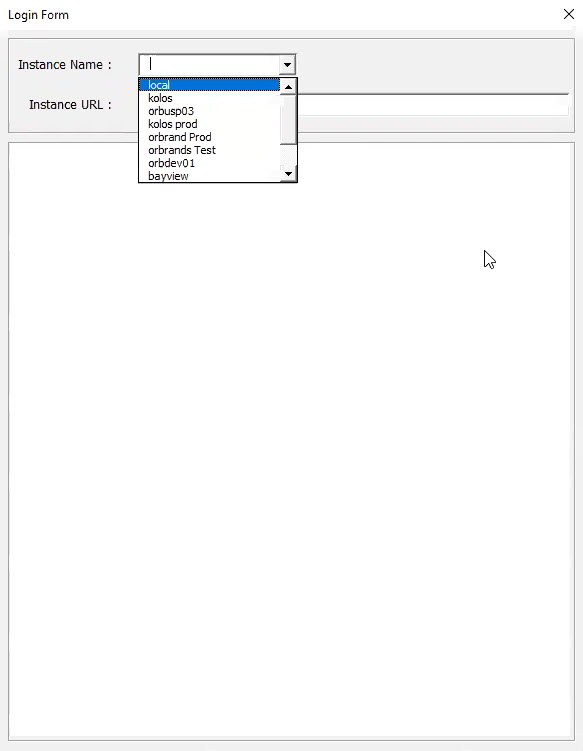 Login Form
Instance Name :
local
kolos
orbusp03
kolos prod
orbrand Prod
orbrands Test
orbdev01
bayview
Instance URL :